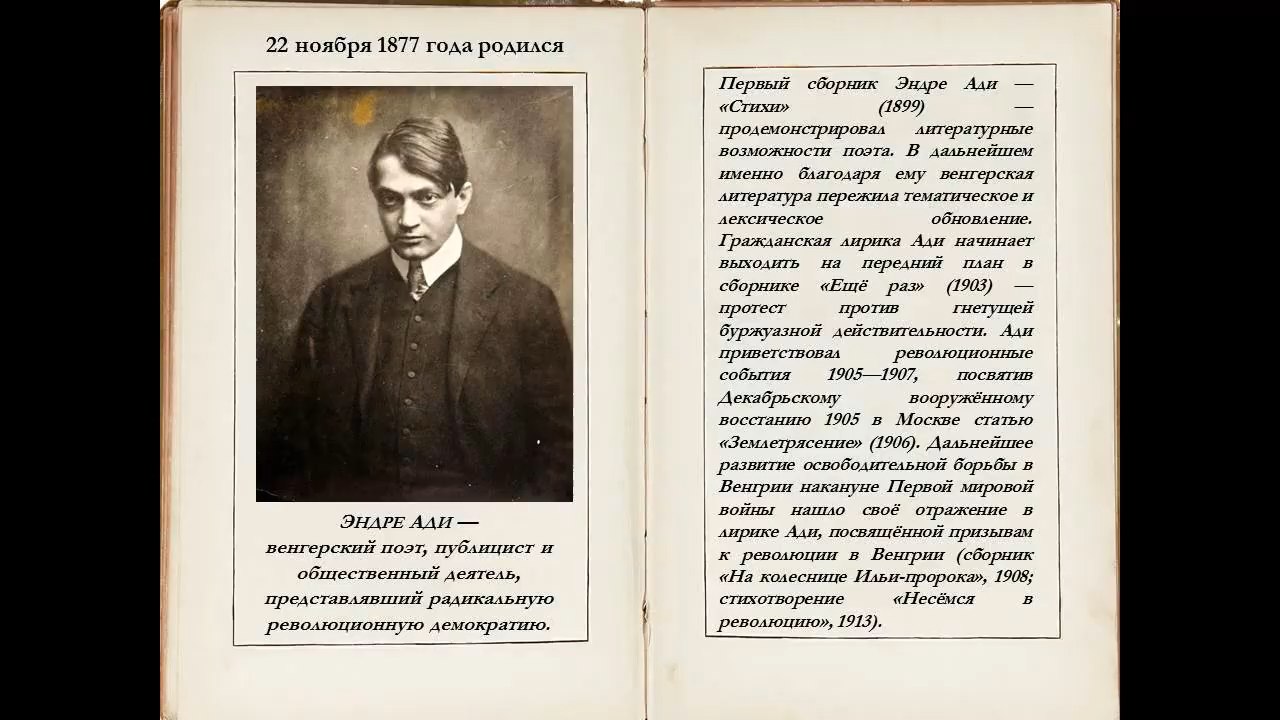 22 ноября 1877 года родился
Эндре Ади —
венгерский поэт, публицист и
общественный деятель,
представлявший радикальную
революционную демократию.
Первый сборник Эндре Ади —
«Стихи» (1899) —
продемонстрировал литературные
возможности поэта. В дальнейшем
именно благодаря ему венгерская
литература пережила тематическое и
лексическое обновление.
Гражданская лирика Ади начинает
выходить на передний план в
сборнике «Ещё раз» (1903) —
протест против гнетущей
буржуазной действительности. Ади
приветствовал революционные
события 1905—1907, посвятив
Декабрьскому вооружённому
восстанию 1905 в Москве статью
«Землетрясение» (1906). Дальнейшее
развитие освободительной борьбы в
Венгрии накануне Первой мировой
войны нашло своё отражение в
лирике Ади, посвящённой призывам
к революции в Венгрии (сборник
«На колеснице Ильи-пророка», 1908;
стихотворение «Несёмся в
революцию», 1913).